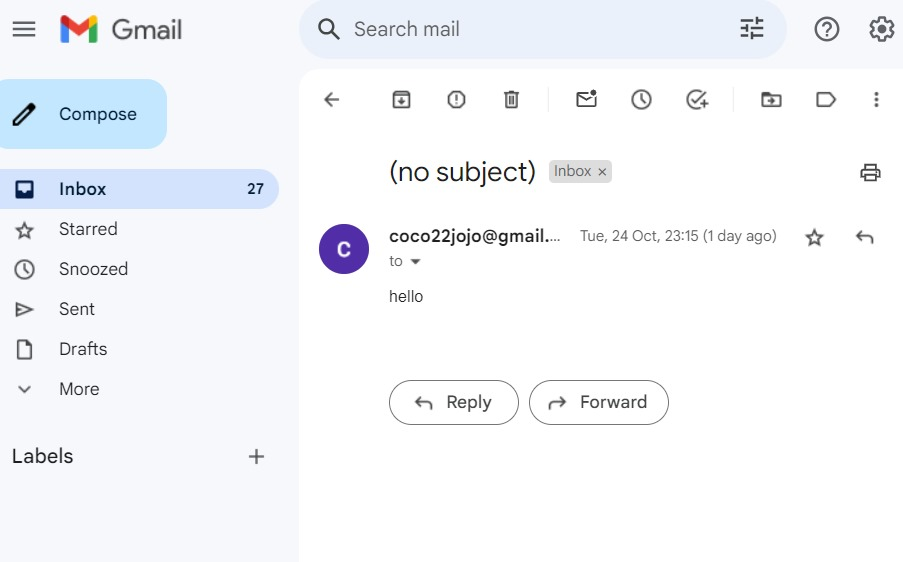 Gmail
Search mail
Compose
Inbox 27
Starred
Snoozed
Sent
Drafts
More
Labels
(no subject) Inbox ×
C
coco22jojo@gmail.... Tue, 24 Oct, 23:15 (1 day ago)
to
hello
Reply Forward